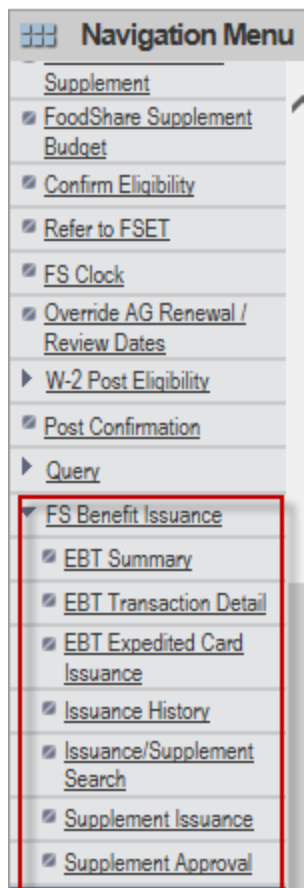 Navigation Menu
Supplement
FoodShare Supplement
Budget
Confirm Eligibility
Refer to FSET
FS Clock
Override AG Renewal /
Review Dates
W-2 Post Eligibility
Post Confirmation
Query
FS Benefit Issuance
EBT Summary
EBT Transaction Detail
EBT Expedited Card
Issuance
Issuance History
Issuance/Supplement
Search
Supplement Issuance
Supplement Approval